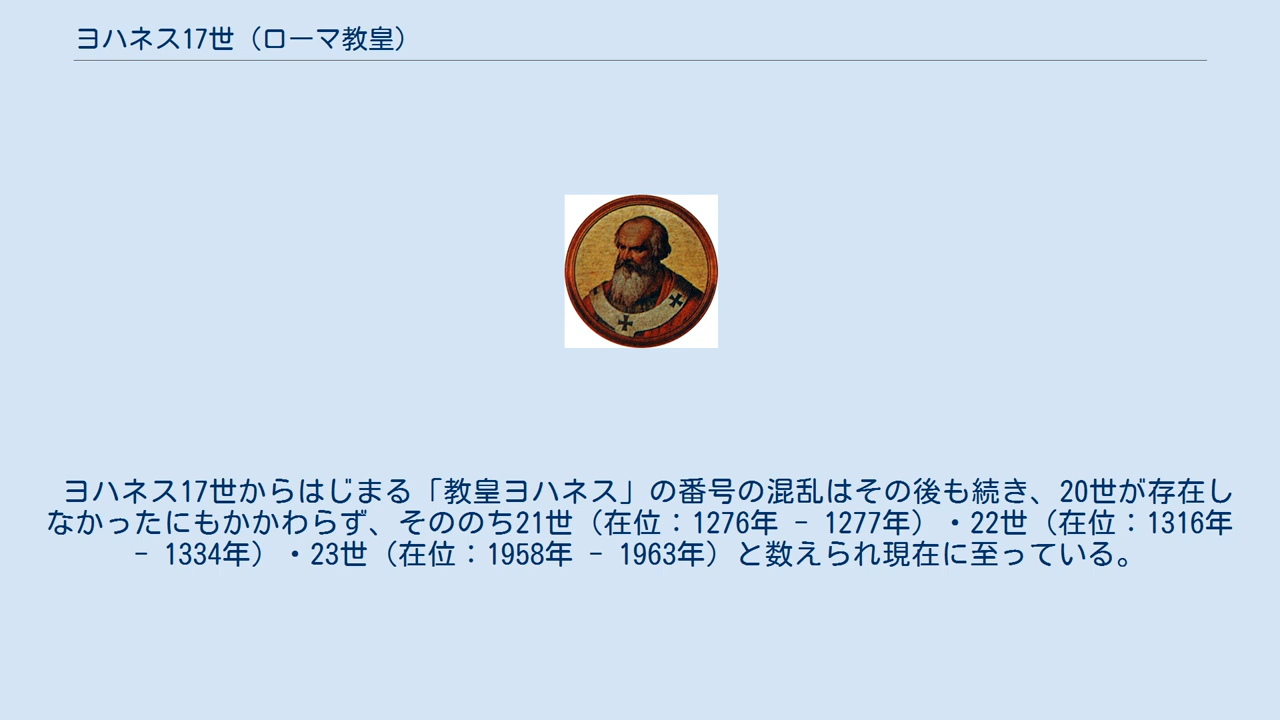 ヨハネス17世（ローマ教皇）
ヨハネス17世からはじまる「教皇ヨハネス」の番号の混乱はその後も続き、20世が存在し
なかったにもかかわらず、そののち21世（在位：1276年 - 1277年）・22世（在位：1316年
- 1334年）・23世（在位：1958年 - 1963年）と数えられ現在に至っている。